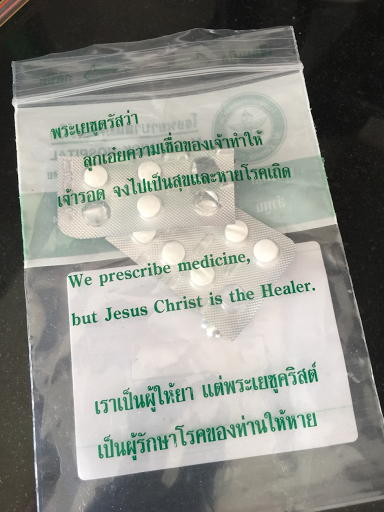 พระเยซูตรัสว่า
ลูกเอ๋ยความเชื่อของเจ้าทำให้
เจ้ารอด จงไปเป็นสุขและหายโรคเถิด
We prescribe medicine,
but Jesus Christ is the Healer.
เราเป็นผู้ให้ยา แต่พระเยซูคริสต์
เป็นผู้รักษาโรคของท่านให้หาย